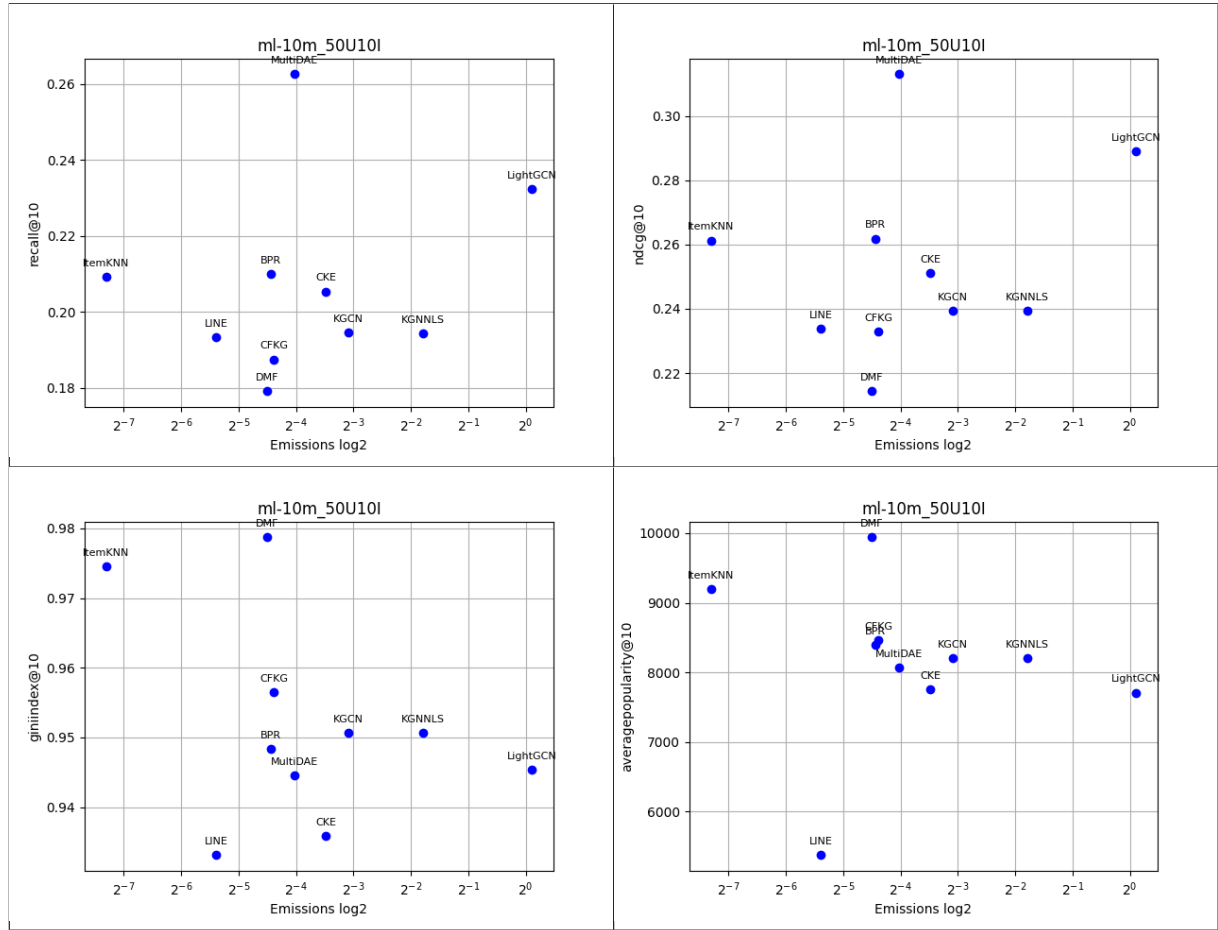 ml-10m_50U10I
MultiDAE
0.26
0.24
LightGCN
0.22
recall@10
ItemKNN
BPR
CKE
0.20
LINE
KGCN
KGNNLS
CFKG
DMF
0.18
2^-7 2^-6 2^-5 2^-4 2^-3 2^-2 2^-1 2^0
Emissions log2
ml-10m_50U10I
MultiDAE
0.30
LightGCN
0.28
ndcg@10
0.26
ItemKNN
BPR
CKE
0.24
LINE
CFKG
KGCN
KGNNLS
0.22
DMF
2^-7 2^-6 2^-5 2^-4 2^-3 2^-2 2^-1 2^0
Emissions log2
ml-10m_50U10I
0.98
DMF
ItemKNN
0.97
giniindex@10
0.96
CFKG
0.95
BPR
KGCN
KGNNLS
MultiDAE
LightGCN
0.94
CKE
LINE
2^-7 2^-6 2^-5 2^-4 2^-3 2^-2 2^-1 2^0
Emissions log2
ml-10m_50U10I
10000
DMF
ItemKNN
9000
averagepopularity@10
CFKG
BPR
8000
MultiDAE
KGCN
KGNNLS
CKE
LightGCN
7000
6000
LINE
2^-7 2^-6 2^-5 2^-4 2^-3 2^-2 2^-1 2^0
Emissions log2